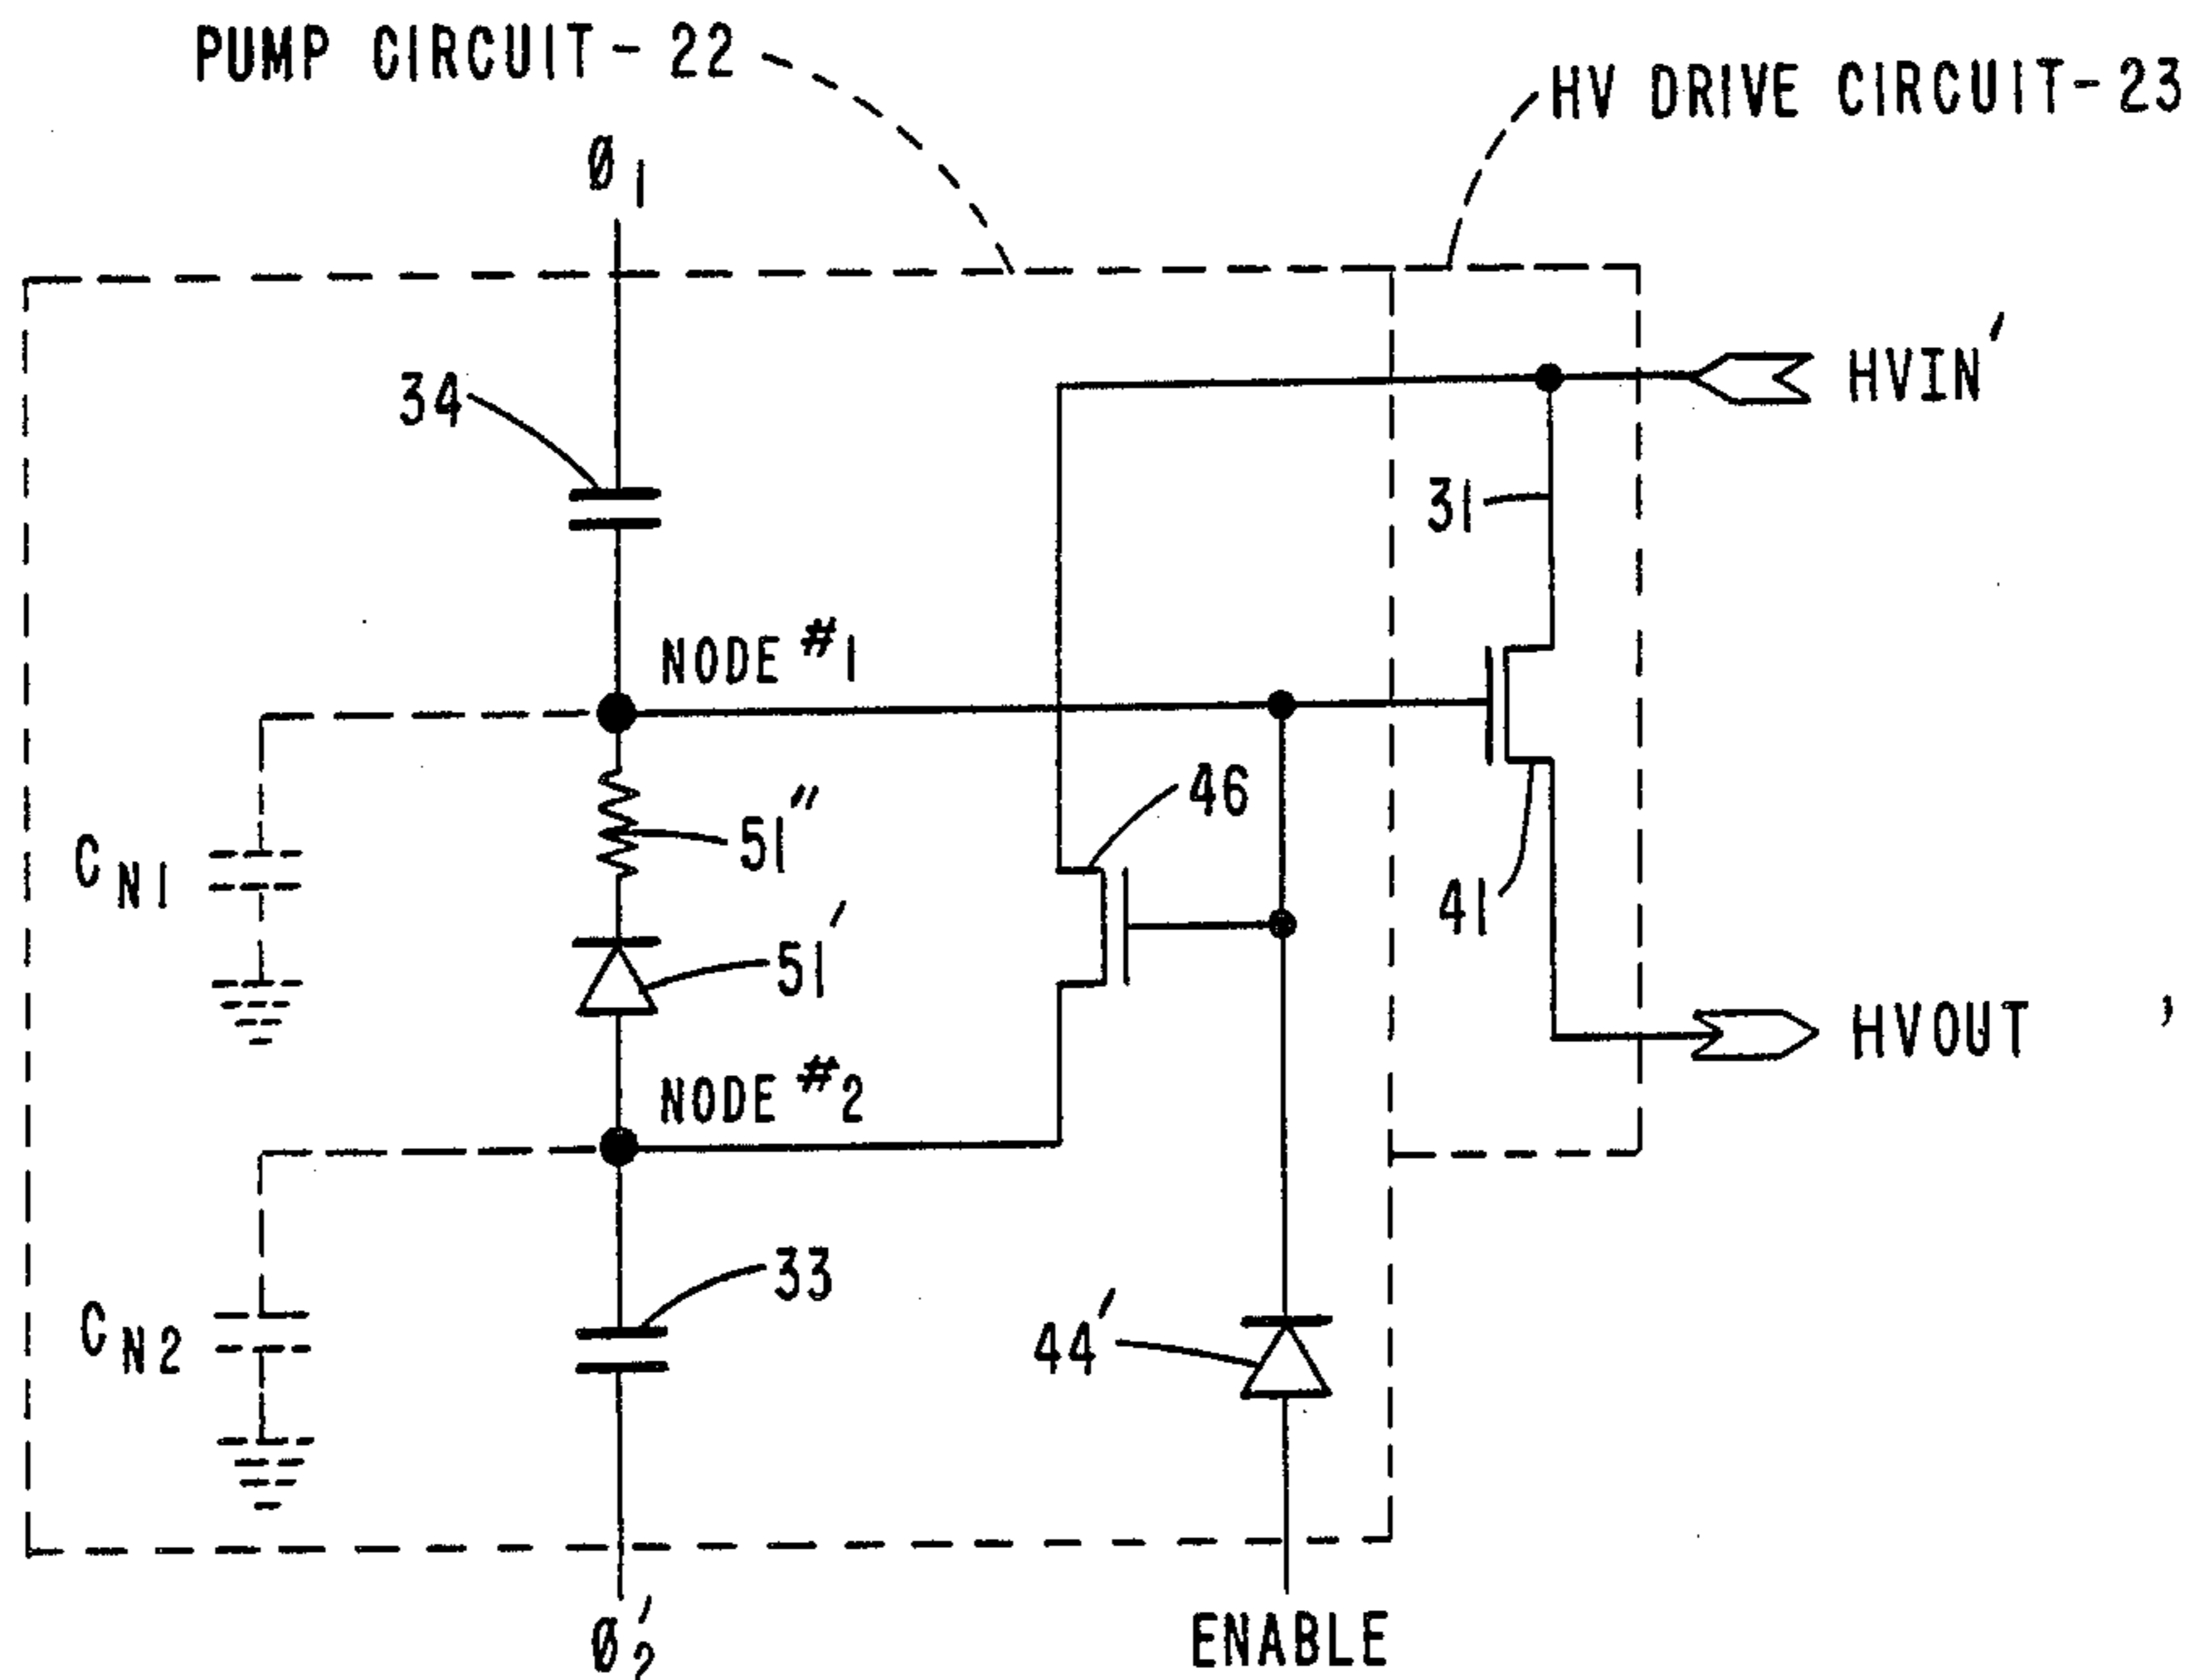 PUMP CIRCUIT-22
HV DRIVE CIRCUIT-23
Ø1
HVIN'
34
31
NODE #1
46
51"
CN1
41
51'
HVOUT '
NODE #2
33
CN2
44'
Ø2'
ENABLE